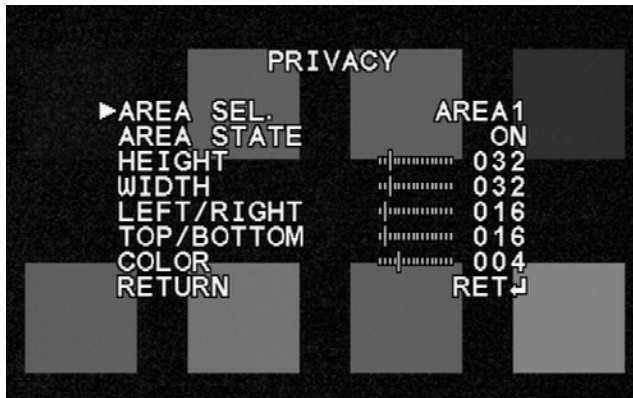 PRIVACY
►AREA SEL. AREA1
AREA STATE ON
HEIGHT 032
WIDTH 032
LEFT/RIGHT 016
TOP/BOTTOM 016
COLOR 004
RETURN RET↲